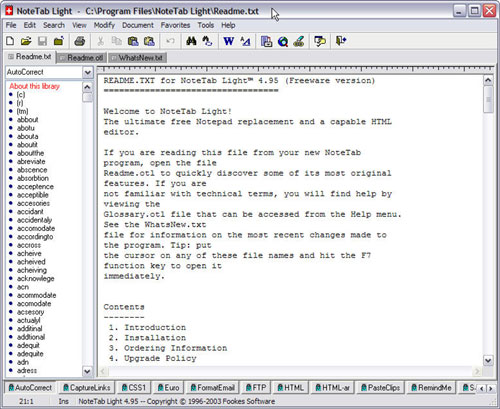 NoteTab Light  -  C:\Program Files\NoteTab Light\Readme.txt
File Edit Search View Modify Document Favorites Tools Help
Readme.txt Readme.otl WhatsNew.txt
AutoCorrect
About this library
(c)
(r)
(tm)
abbout
abotu
abouta
aboutit
aboutthe
abreviate
abscence
absorbtion
acceptence
acceptible
accesories
accidant
accidentaly
accomodate
accordingto
accross
acheive
acheived
acheiving
acknowlege
acn
acommodate
acomodate
acsesory
actualyl
additinal
addtional
adequit
adequite
adn
adress
README.TXT for NoteTab Light™ 4.95 (Freeware version)
==================================
Welcome to NoteTab Light!
The ultimate free Notepad replacement and a capable HTML
editor.
If you are reading this file from your new NoteTab
program, open the file
Readme.otl to quickly discover some of its most original
features. If you are
not familiar with technical terms, you will find help by
viewing the
Glossary.otl file that can be accessed from the Help menu.
See the WhatsNew.txt
file for information on the most recent changes made to
the program. Tip: put
the cursor on any of these file names and hit the F7
function key to open it
immediately.
Contents
--------
1. Introduction
2. Installation
3. Ordering Information
4. Upgrade Policy
AutoCorrect CaptureLinks CSS1 Euro FormatEmail FTP HTML HTML-ar PasteClips RemindMe
21:1 Ins NoteTab Light 4.95 -- Copyright © 1996-2003 Fookes Software